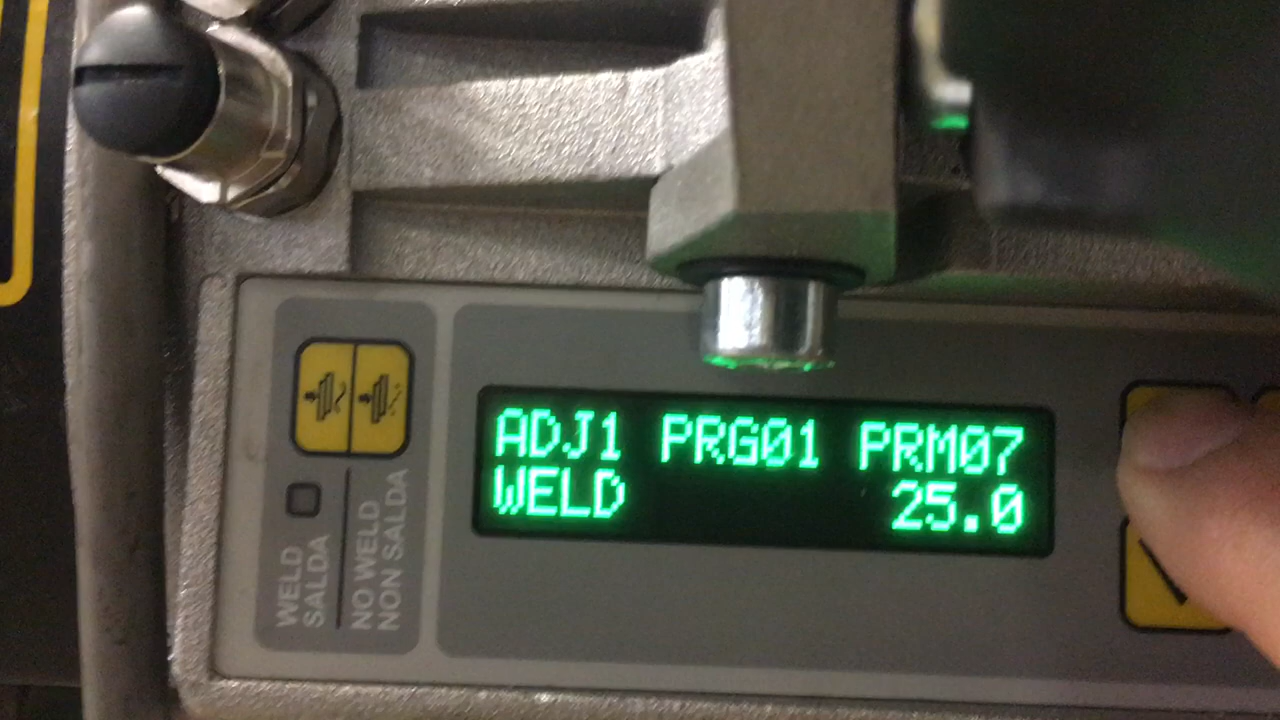 ADJ1 PRG01 PRM07
WELD 25.0
WELD
SALDA
NO WELD
NON SALDA